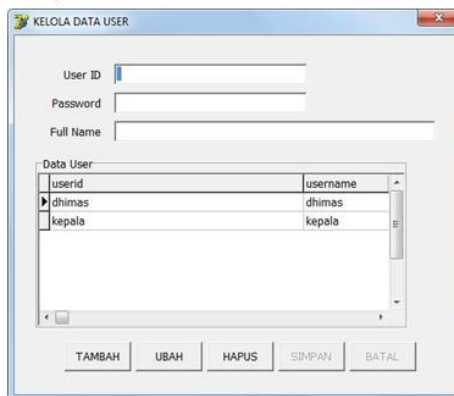 KELOLA DATA USER
User ID
Password
Full Name
Data User
userid username
dhimas dhimas
kepala kepala
TAMBAH UBAH HAPUS SIMPAN BATAL